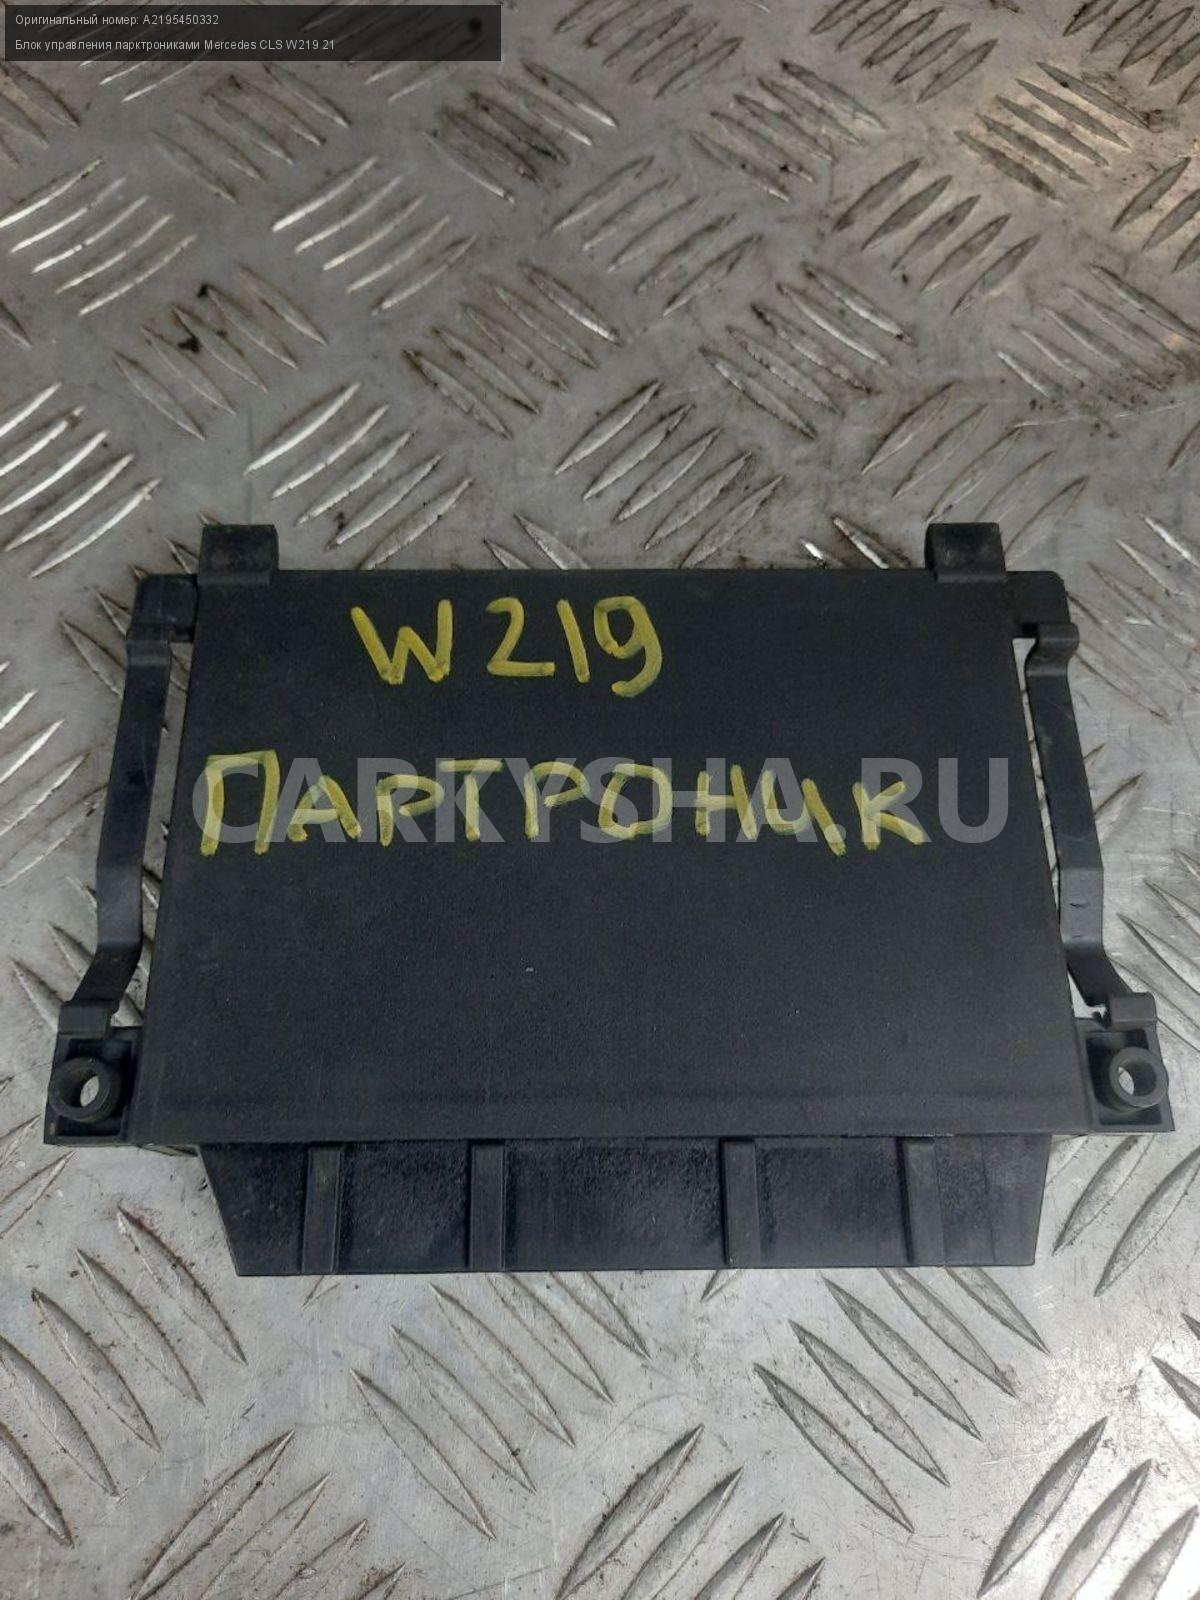 Оригинальный номер: A2195450332
Блок управления парктрониками Mercedes CLS W219 21
W219
ПАРТРОНИК
CARKYSHA.RU